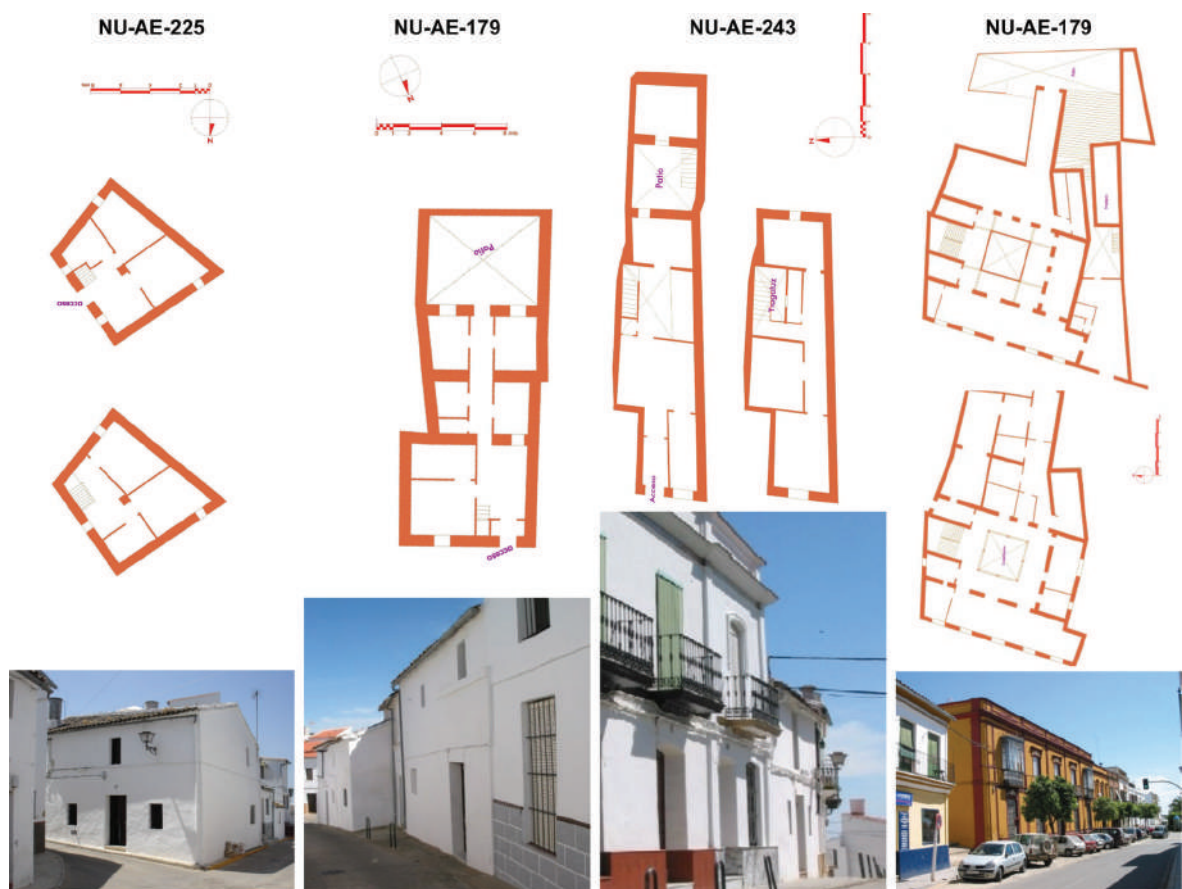 NU-AE-225
NU-AE-179
NU-AE-243
NU-AE-179
N
N
N
Patio
Patio
Tragaluz
acceso
acceso
Acceso